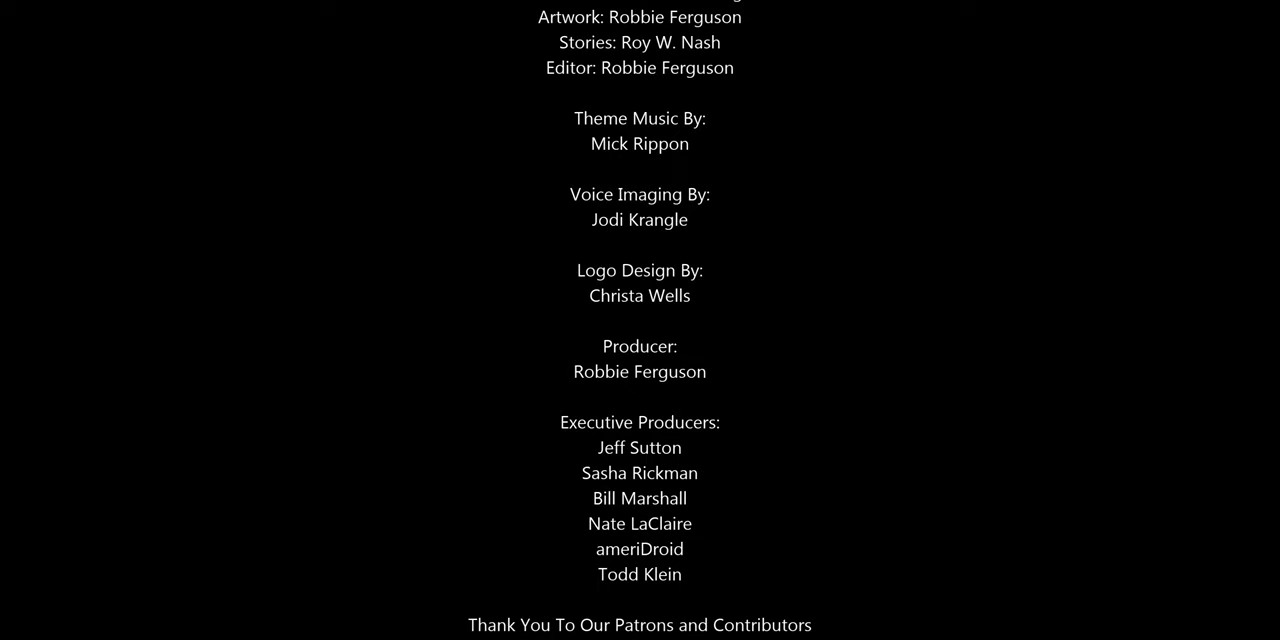 Artwork: Robbie Ferguson
Stories: Roy W. Nash
Editor: Robbie Ferguson
Theme Music By:
Mick Rippon
Voice Imaging By:
Jodi Krangle
Logo Design By:
Christa Wells
Producer:
Robbie Ferguson
Executive Producers:
Jeff Sutton
Sasha Rickman
Bill Marshall
Nate LaClaire
ameriDroid
Todd Klein
Thank You To Our Patrons and Contributors